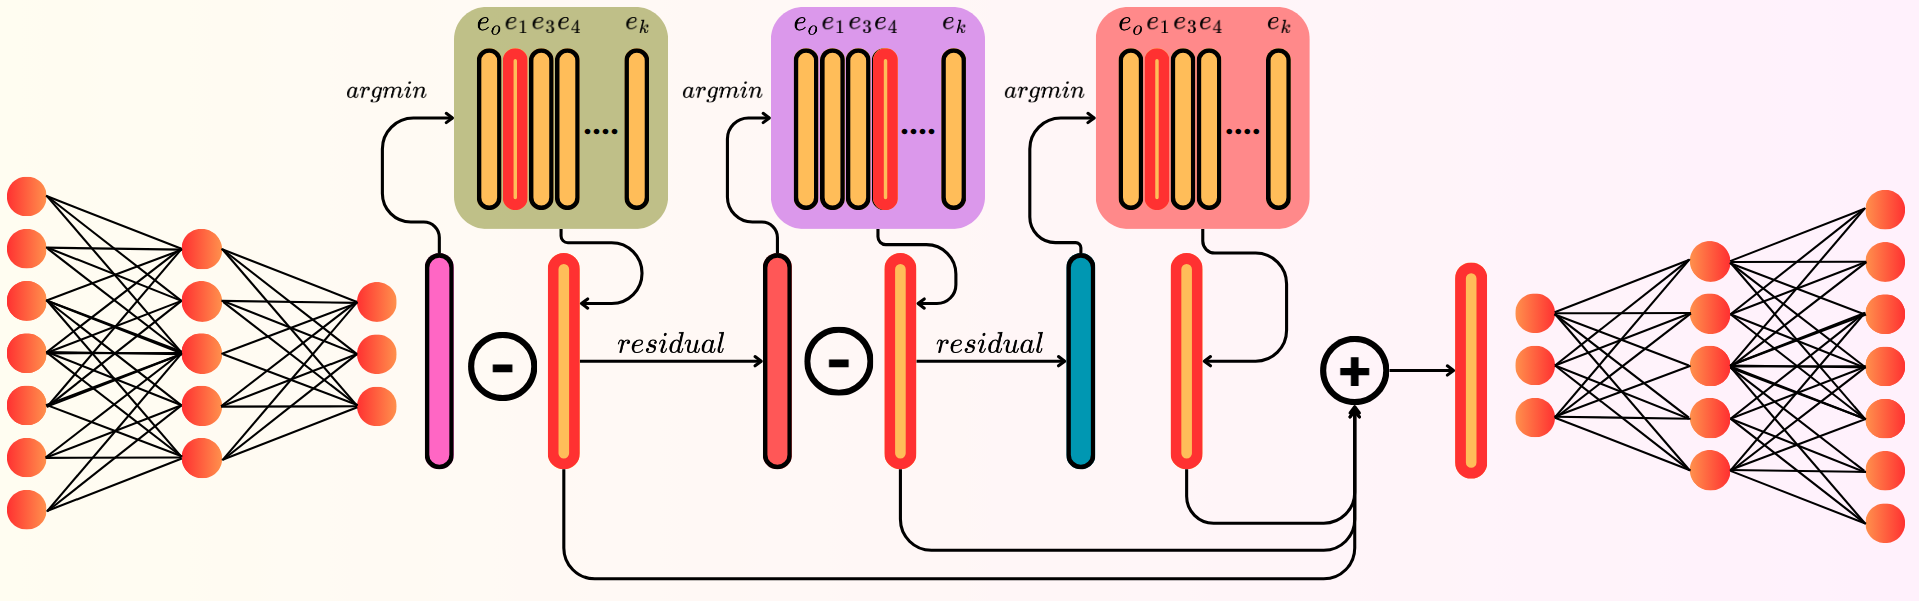 e_o e_1 e_3 e_4 e_k
e_o e_1 e_3 e_4 e_k
e_o e_1 e_3 e_4 e_k
argmin
argmin
argmin
....
....
....
-
residual
-
residual
+